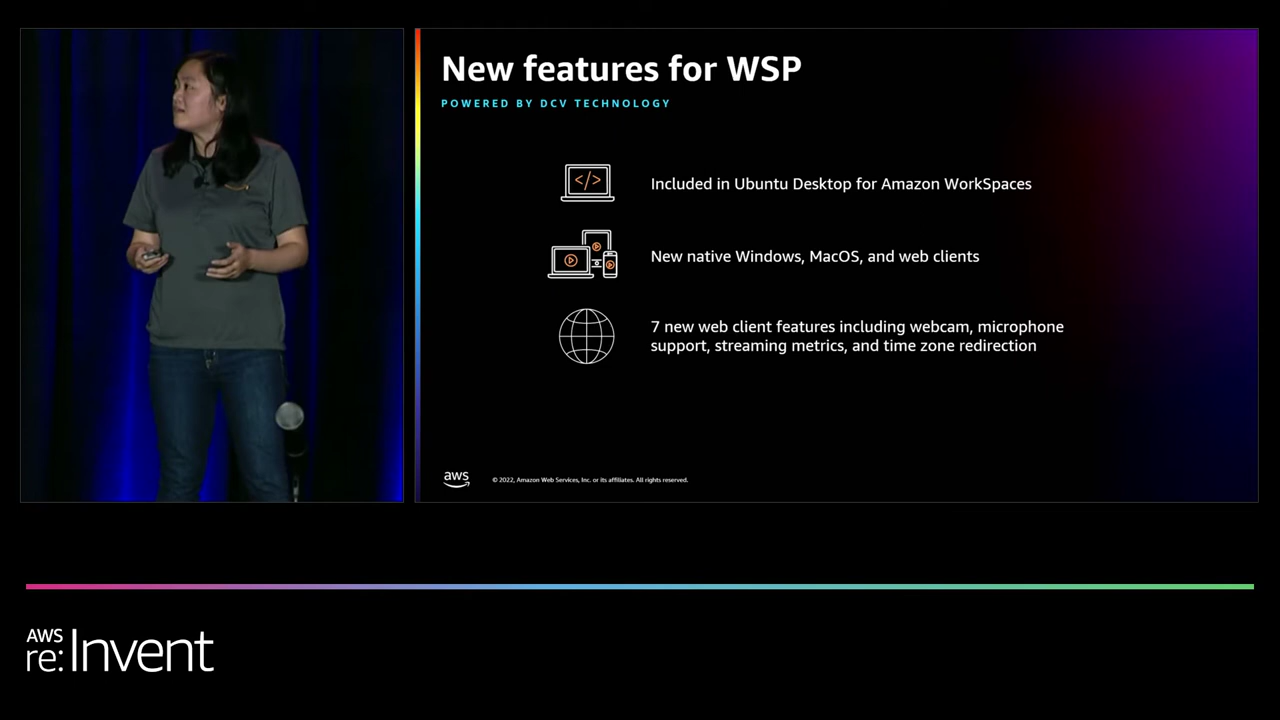 New features for WSP
POWERED BY DCV TECHNOLOGY
</>
Included in Ubuntu Desktop for Amazon WorkSpaces
New native Windows, MacOS, and web clients
7 new web client features including webcam, microphone
support, streaming metrics, and time zone redirection
aws
© 2022, Amazon Web Services, Inc. or its affiliates. All rights reserved.
AWS
re:Invent